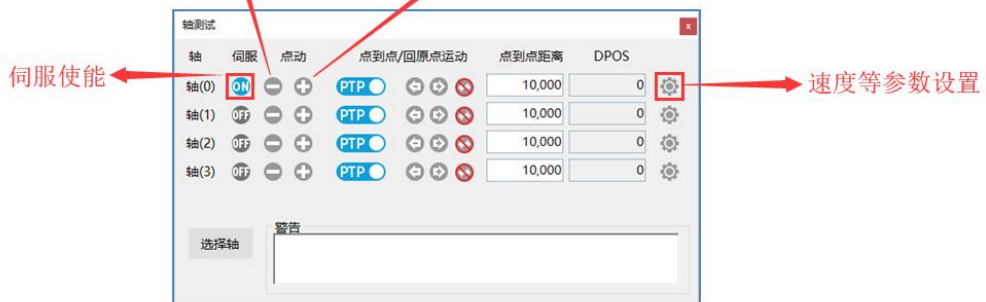 轴测试
轴 伺服 点动 点到点/回原点运动 点到点距离 DPOS
伺服使能
轴(0) ON PTP 10,000 0
速度等参数设置
轴(1) OFF PTP 10,000 0
轴(2) OFF PTP 10,000 0
轴(3) OFF PTP 10,000 0
选择轴
警告